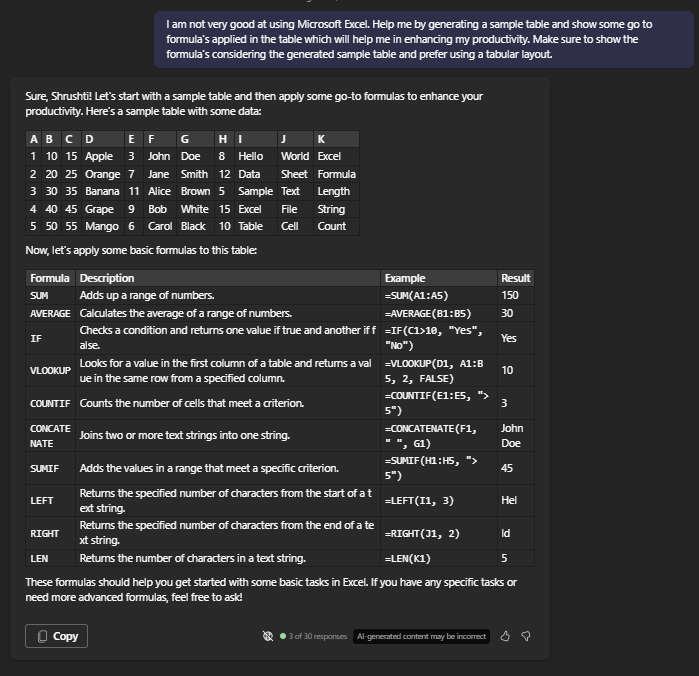 I am not very good at using Microsoft Excel. Help me by generating a sample table and show some go to
formula's applied in the table which will help me in enhancing my productivity. Make sure to show the
formula's considering the generated sample table and prefer using a tabular layout.
Sure, Shrushti! Let's start with a sample table and then apply some go-to formulas to enhance your
productivity. Here's a sample table with some data:
A B C D E F G H I J K
1 10 15 Apple 3 John Doe 8 Hello World Excel
2 20 25 Orange 7 Jane Smith 12 Data Sheet Formula
3 30 35 Banana 11 Alice Brown 5 Sample Text Length
4 40 45 Grape 9 Bob White 15 Excel File String
5 50 55 Mango 6 Carol Black 10 Table Cell Count
Now, let's apply some basic formulas to this table:
Formula Description Example Result
SUM Adds up a range of numbers. =SUM(A1:A5) 150
AVERAGE Calculates the average of a range of numbers. =AVERAGE(B1:B5) 30
IF Checks a condition and returns one value if true and another if f
alse. =IF(C1>10, "Yes",
"No") Yes
VLOOKUP Looks for a value in the first column of a table and returns a val
ue in the same row from a specified column. =VLOOKUP(D1, A1:B
5, 2, FALSE) 10
COUNTIF Counts the number of cells that meet a criterion. =COUNTIF(E1:E5, ">
5") 3
CONCATE
NATE Joins two or more text strings into one string. =CONCATENATE(F1,
" ", G1) John
Doe
SUMIF Adds the values in a range that meet a specific criterion. =SUMIF(H1:H5, ">
5") 45
LEFT Returns the specified number of characters from the start of a t
ext string. =LEFT(I1, 3) Hel
RIGHT Returns the specified number of characters from the end of a te
xt string. =RIGHT(J1, 2) ld
LEN Returns the number of characters in a text string. =LEN(K1) 5
These formulas should help you get started with some basic tasks in Excel. If you have any specific tasks or
need more advanced formulas, feel free to ask!
Copy
3 of 30 responses AI-generated content may be incorrect